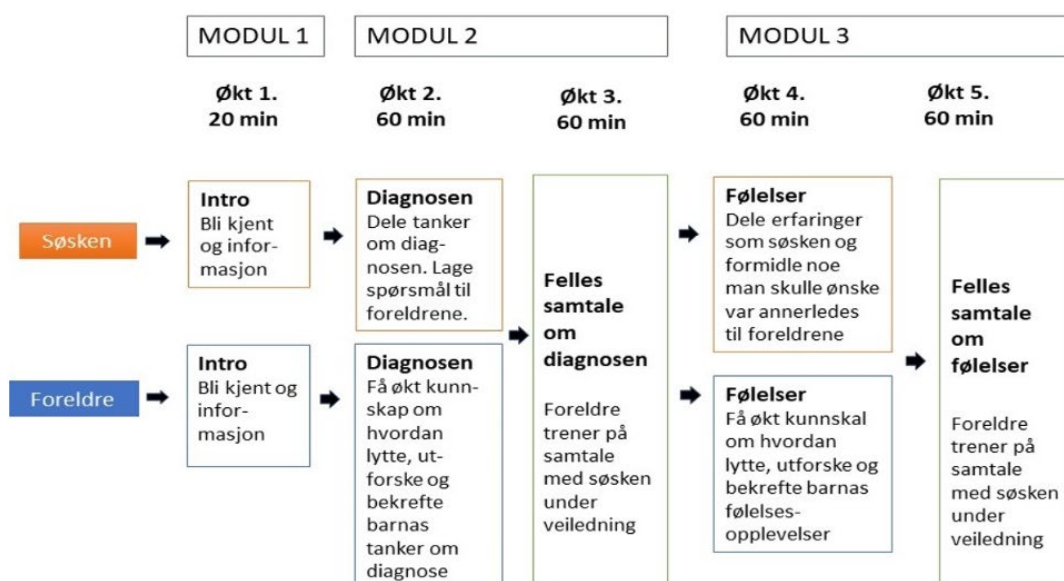 MODUL 1
MODUL 2
MODUL 3
Økt 1.
20 min
Økt 2.
60 min
Økt 3.
60 min
Økt 4.
60 min
Økt 5.
60 min
Søsken
Intro
Bli kjent
og infor-
masjon
Diagnosen
Dele tanker
om diag-
nosen. Lage
spørsmål til
foreldrene.
Foreldre
Intro
Bli kjent og
infor-
masjon
Diagnosen
Få økt kunn-
skap om
hvordan
lytte, ut-
forske og
bekrefte
barnas
tanker om
diagnose
Felles
samtale
om
diagnosen
Foreldre
trener på
samtale
med søsken
under
veiledning
Følelser
Dele erfaringer
som søsken og
formidle noe
man skulle ønske
var annerledes
til foreldrene
Følelser
Få økt kunnskal
om hvordan
lytte, utforske og
bekrefte barnas
følelses-
opplevelser
Felles
samtale
om
følelser
Foreldre
trener på
samtale
med søsken
under
veiledning